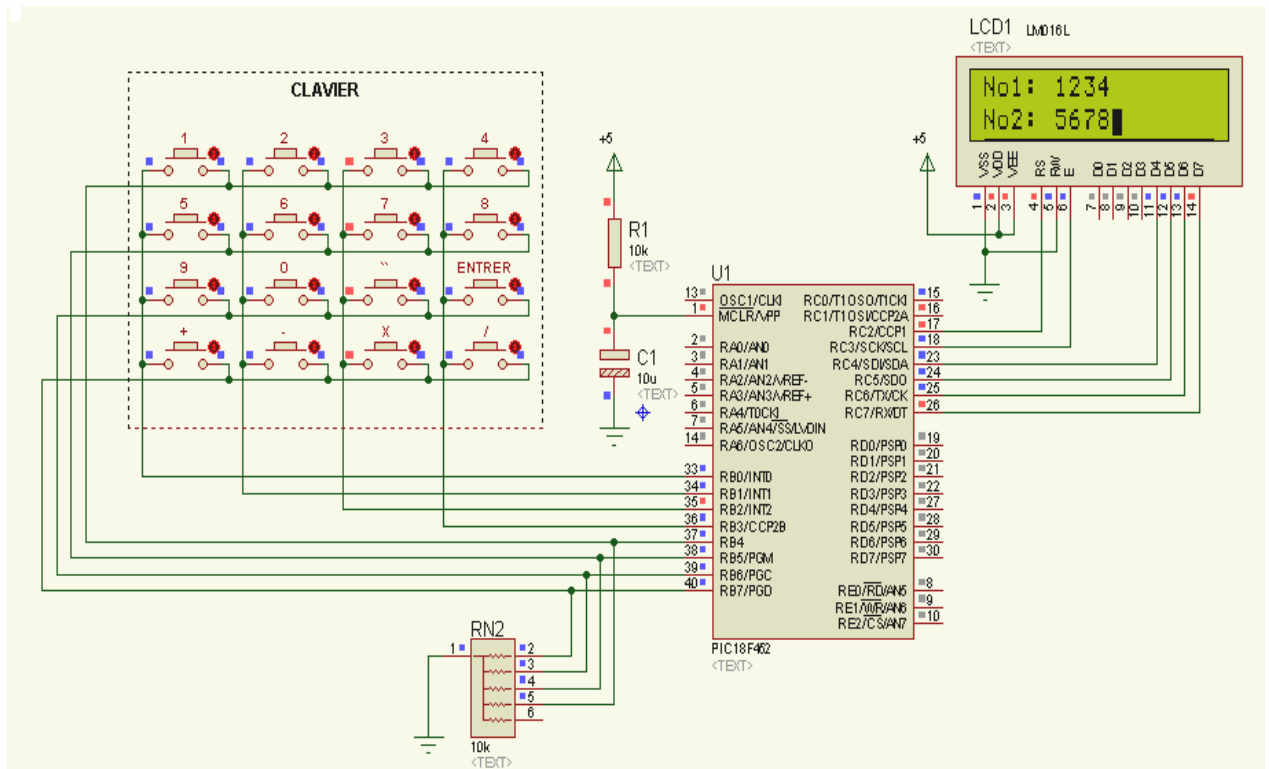 LCD1 LM016L
<TEXT>
No1: 1234
No2: 5678
VSS VDD VEE RS RW E D0 D1 D2 D3 D4 D5 D6 D7
1 2 3 4 5 6 7 8 9 10 11 12 13 14
CLAVIER
1 2 3 4
5 6 7 8
9 0 `` ENTRER
+ - X /
+5
+5
R1
10k
<TEXT>
C1
10u
<TEXT>
U1
13 OSC1/CLKI RC0/T1OSO/T1CKI 15
1 MCLR/VPP RC1/T1OSI/CCP2A 16
RC2/CCP1 17
2 RA0/AN0 RC3/SCK/SCL 18
3 RA1/AN1 RC4/SDI/SDA 23
4 RA2/AN2/VREF- RC5/SDO 24
5 RA3/AN3/VREF+ RC6/TX/CK 25
6 RA4/T0CKI RC7/RX/DT 26
7 RA5/AN4/SS/LVDIN
14 RA6/OSC2/CLKO RD0/PSP0 19
RD1/PSP1 20
33 RB0/INT0 RD2/PSP2 21
34 RB1/INT1 RD3/PSP3 22
35 RB2/INT2 RD4/PSP4 27
36 RB3/CCP2B RD5/PSP5 28
37 RB4 RD6/PSP6 29
38 RB5/PGM RD7/PSP7 30
39 RB6/PGC
40 RB7/PGD RE0/RD/AN5 8
RE1/WR/AN6 9
RE2/CS/AN7 10
PIC18F452
<TEXT>
RN2
1 2
3
4
5
6
10k
<TEXT>